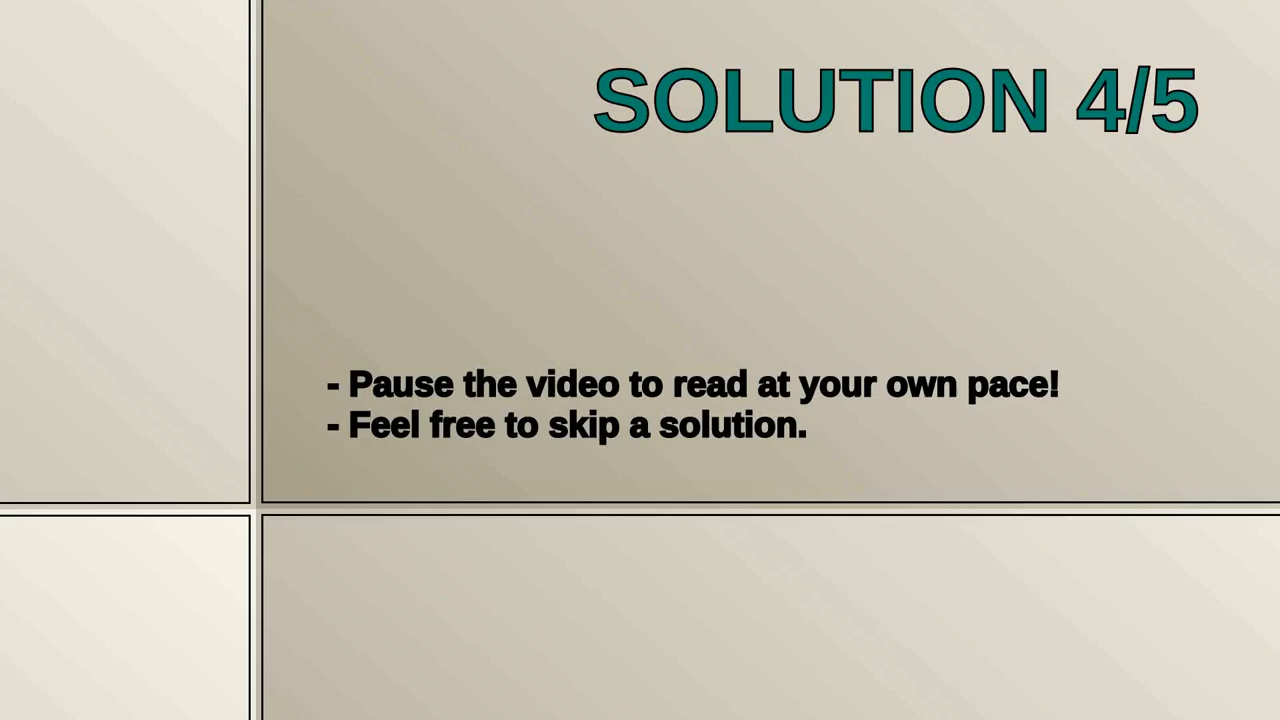 SOLUTION 4/5
- Pause the video to read at your own pace!
- Feel free to skip a solution.